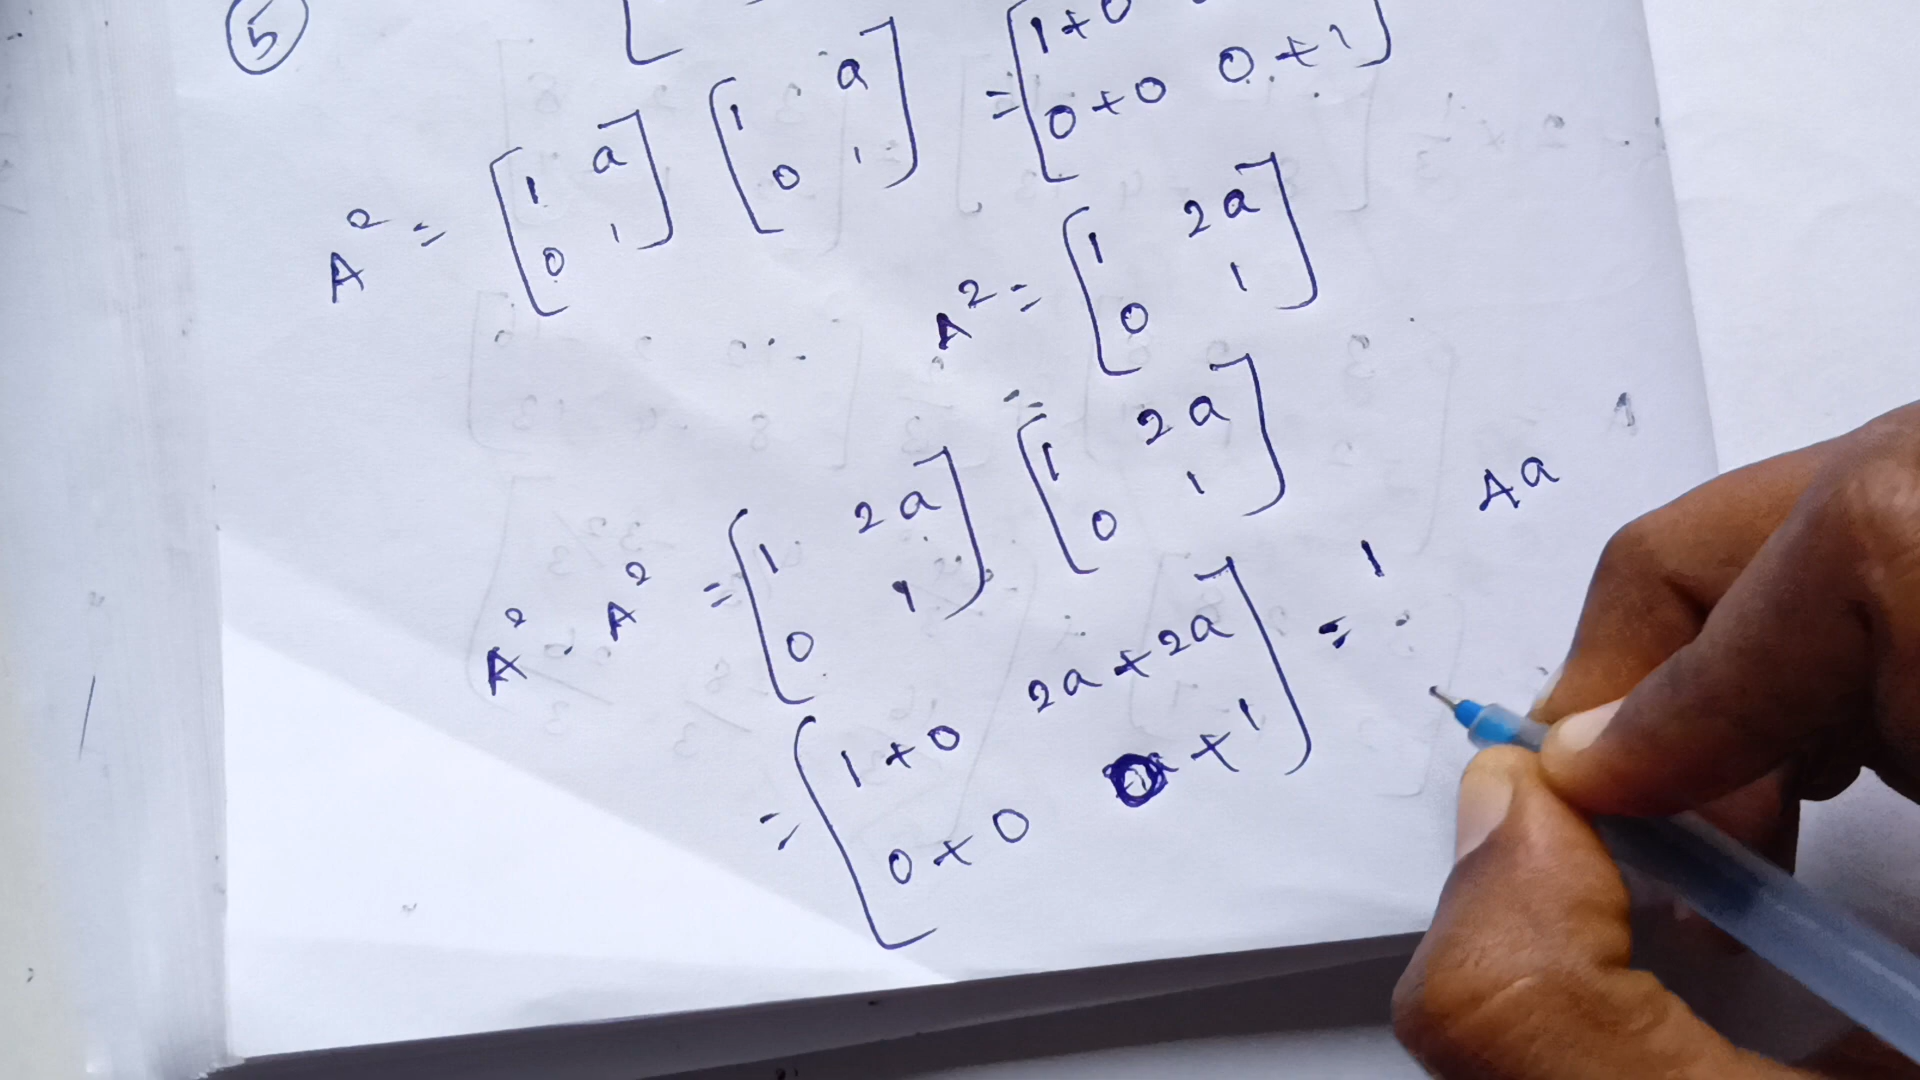 5
1+0
A² = [1 a] [1 a] = [0+0 0+1]
[0 1] [0 1]
A² = [1 2a]
[0 1]
A² . A² = [1 2a] [1 2a]
[0 1] [0 1]
= [1+0 2a+2a] = 1 4a
[0+0 0+1]